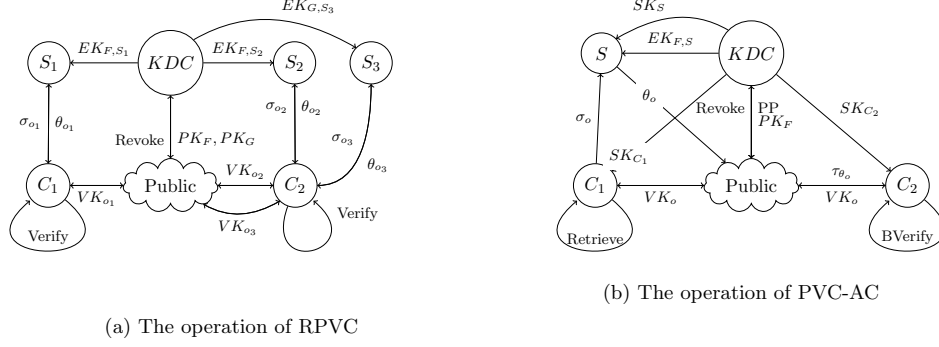 EK_{G,S_3}
EK_{F,S_1}
EK_{F,S_2}
S_1
KDC
S_2
S_3
σ_{o_1}
θ_{o_1}
σ_{o_2}
θ_{o_2}
σ_{o_3}
Revoke
PK_F, PK_G
θ_{o_3}
VK_{o_2}
C_1
Public
C_2
VK_{o_1}
VK_{o_3}
Verify
Verify
(a) The operation of RPVC
SK_S
EK_{F,S}
S
KDC
θ_o
Revoke
PP
PK_F
SK_{C_2}
σ_o
SK_{C_1}
τ_{θ_o}
C_1
Public
C_2
VK_o
VK_o
Retrieve
BVerify
(b) The operation of PVC-AC